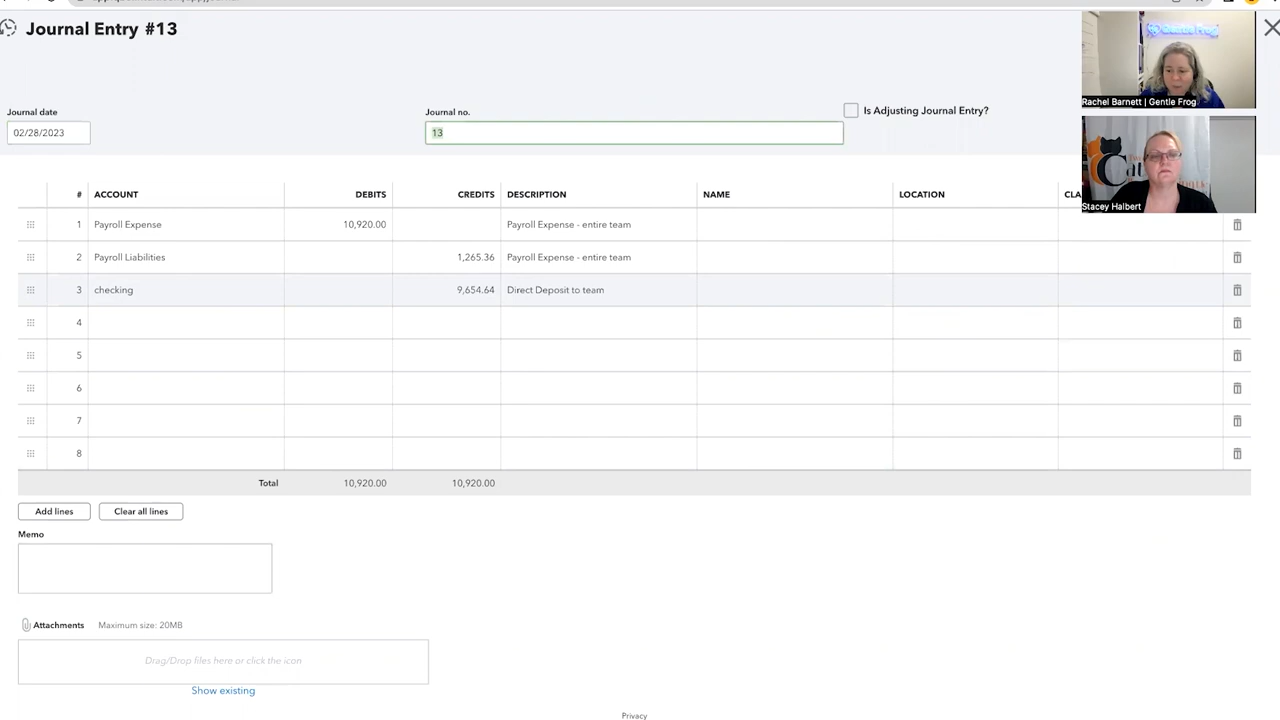 Journal Entry #13
Journal date
02/28/2023
Journal no.
13
Is Adjusting Journal Entry?
Rachel Barnett | Gentle Frog
Stacey Halbert
# ACCOUNT DEBITS CREDITS DESCRIPTION NAME LOCATION CLA
1 Payroll Expense 10,920.00 Payroll Expense - entire team
2 Payroll Liabilities 1,265.36 Payroll Expense - entire team
3 checking 9,654.64 Direct Deposit to team
4
5
6
7
8
Total 10,920.00 10,920.00
Add lines Clear all lines
Memo
Attachments Maximum size: 20MB
Drag/Drop files here or click the icon
Show existing
Privacy